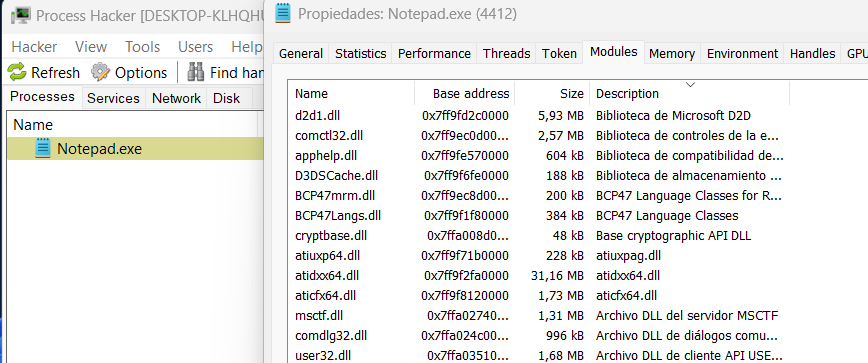 Process Hacker [DESKTOP-KLHQHU
Hacker View Tools Users Comp
Refresh Options Find han
Processes Services Network Disk
Name
Notepad.exe
Propiedades: Notepad.exe (4412)
General Statistics Performance Threads Token Modules Memory Environment Handles GPU
Name Base address Size Description
d2d1.dll 0x7ff9fd2c0000 5,93 MB Biblioteca de Microsoft D2D
comctl32.dll 0x7ff9ec0d00... 2,57 MB Biblioteca de controles de la e...
apphelp.dll 0x7ff9fe570000 604 kB Biblioteca de compatibilidad de...
D3DSCache.dll 0x7ff9f6fe0000 188 kB Biblioteca de almacenamiento ...
BCP47mrm.dll 0x7ff9ec8d00... 200 kB BCP47 Language Classes for R...
BCP47Langs.dll 0x7ff9f1f80000 384 kB BCP47 Language Classes
cryptbase.dll 0x7ffa008d0... 48 kB Base cryptographic API DLL
atiuxp64.dll 0x7ff9f71b0000 228 kB atiuxpag.dll
atidxx64.dll 0x7ff9f2fa0000 31,16 MB atidxx64.dll
aticfx64.dll 0x7ff9f8120000 1,73 MB aticfx64.dll
msctf.dll 0x7ffa02740... 1,31 MB Archivo DLL del servidor MSCTF
comdlg32.dll 0x7ffa024c00... 996 kB Archivo DLL de diálogos comu...
user32.dll 0x7ffa03510... 1,68 MB Archivo DLL de cliente API USE...